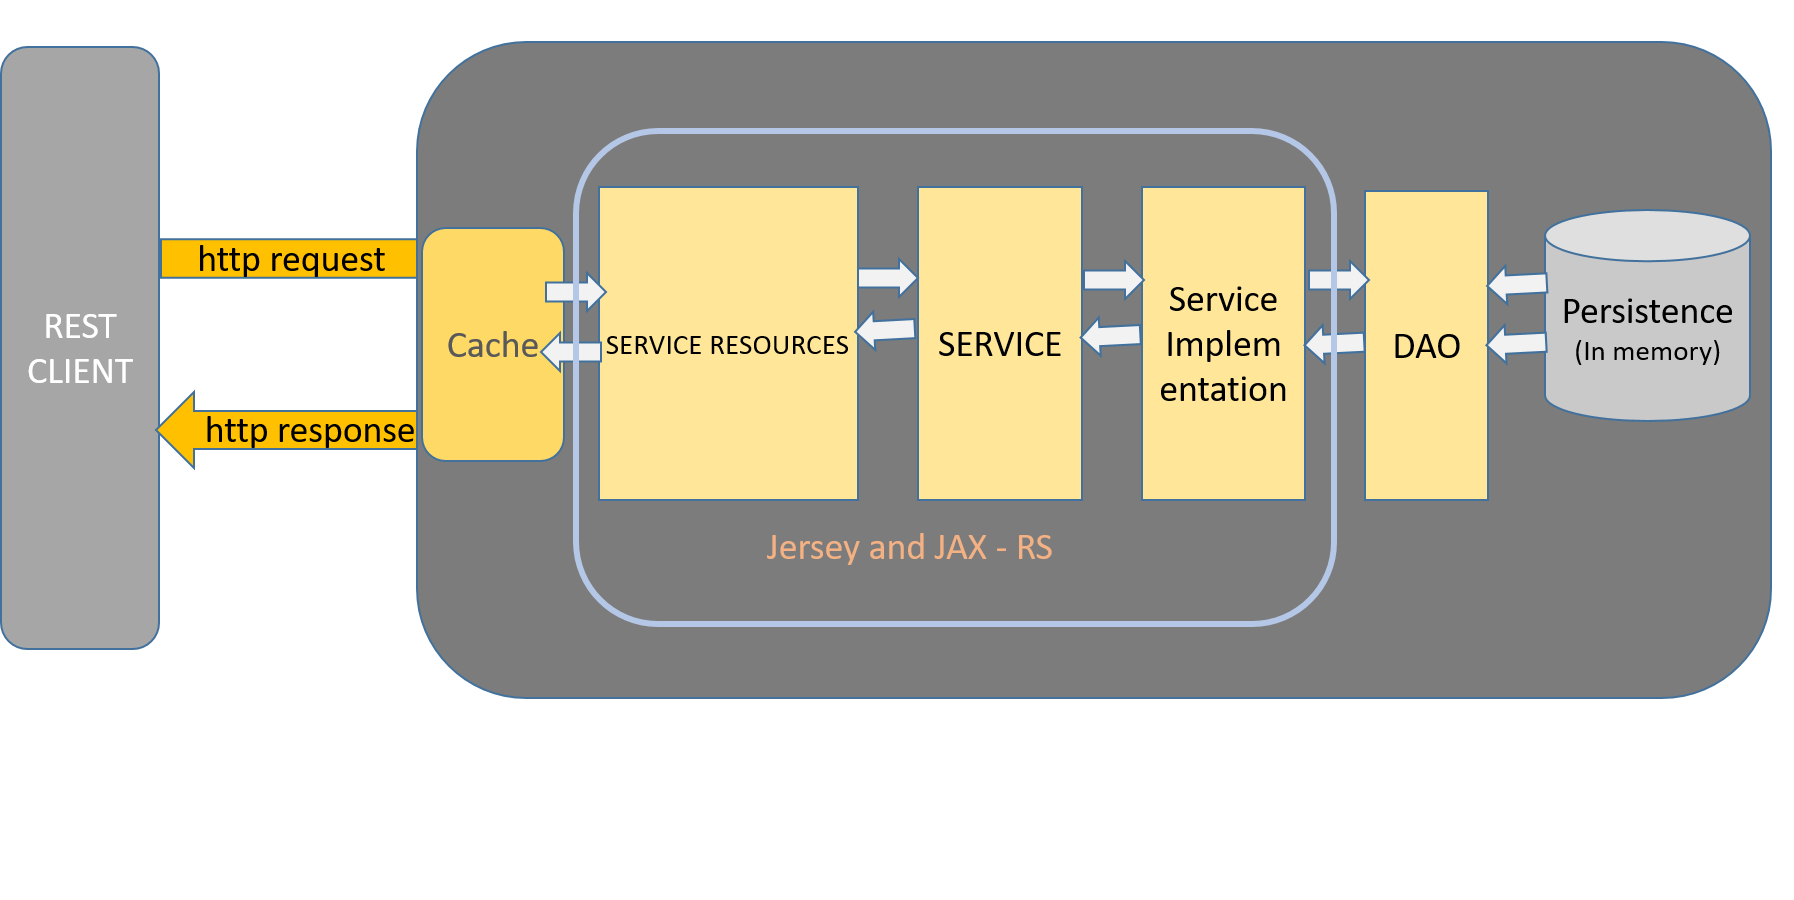 REST
CLIENT
http request
http response
Cache
SERVICE RESOURCES
SERVICE
Service
Implem
entation
DAO
Persistence
(In memory)
Jersey and JAX - RS